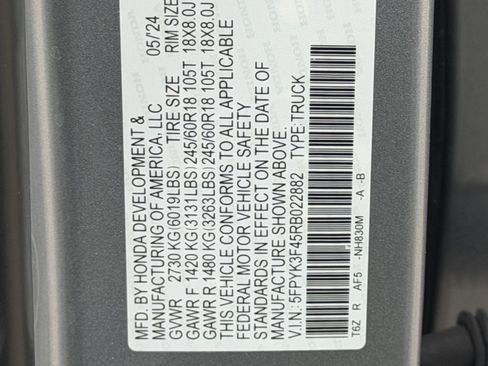 MFD. BY HONDA DEVELOPMENT &
MANUFACTURING OF AMERICA, LLC 05/'24
GVWR 2730 KG(6019LBS) TIRE SIZE RIM SIZE
GAWR F 1420 KG(3131LBS) 245/60R18 105T 18X8.0J
GAWR R 1480 KG(3263LBS) 245/60R18 105T 18X8.0J
THIS VEHICLE CONFORMS TO ALL APPLICABLE
FEDERAL MOTOR VEHICLE SAFETY
STANDARDS IN EFFECT ON THE DATE OF
MANUFACTURE SHOWN ABOVE.
V.I.N.: 5FPYK3F45RB022882 TYPE:TRUCK
T6Z R AF5 -NH830M -A -B